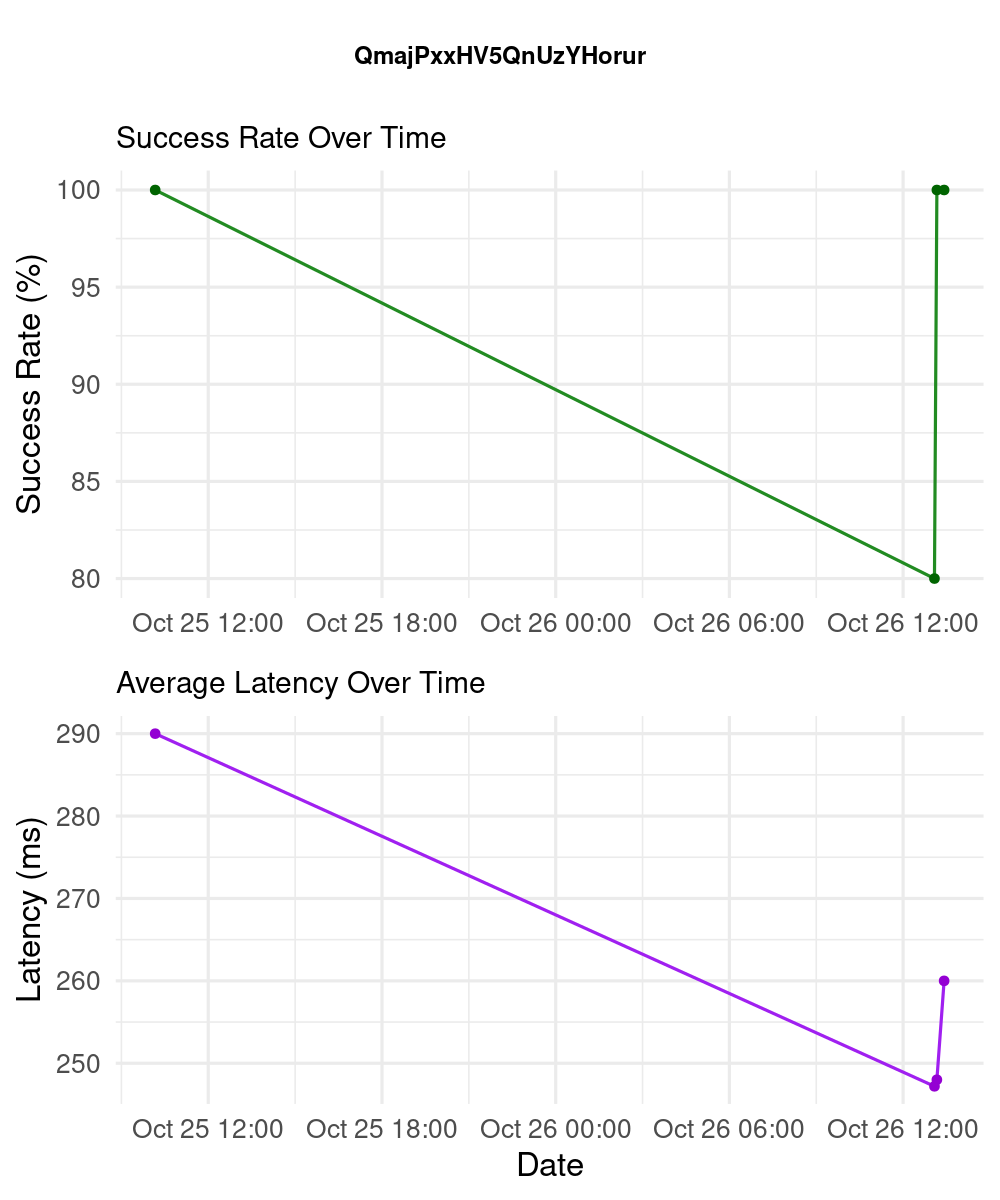 QmajPxxHV5QnUzYHorur
Success Rate Over Time
Success Rate (%)
100
95
90
85
80
Oct 25 12:00 Oct 25 18:00 Oct 26 00:00 Oct 26 06:00 Oct 26 12:00
Average Latency Over Time
Latency (ms)
290
280
270
260
250
Oct 25 12:00 Oct 25 18:00 Oct 26 00:00 Oct 26 06:00 Oct 26 12:00
Date